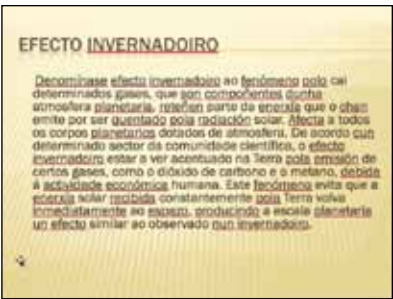 EFECTO INVERNADOIRO
Denomínase efecto invernadoiro ao fenómeno polo cal
determinados gases, que son compoñentes dunha
atmosfera planetaria, reteñen parte da enerxía que o chan
emite por ser quentado pola radiación solar. Afecta a todos
os corpos planetarios dotados de atmosfera. De acordo cun
determinado sector da comunidade científica, o efecto
invernadoiro estar a ver acentuado na Terra pola emisión de
certos gases, como o dióxido de carbono e o metano, debida
á actividade económica humana. Este fenómeno evita que a
enerxía solar recibida constantemente pola Terra volva
inmediatamente ao espazo, producindo a escala planetaria
un efecto similar ao observado nun invernadoiro.